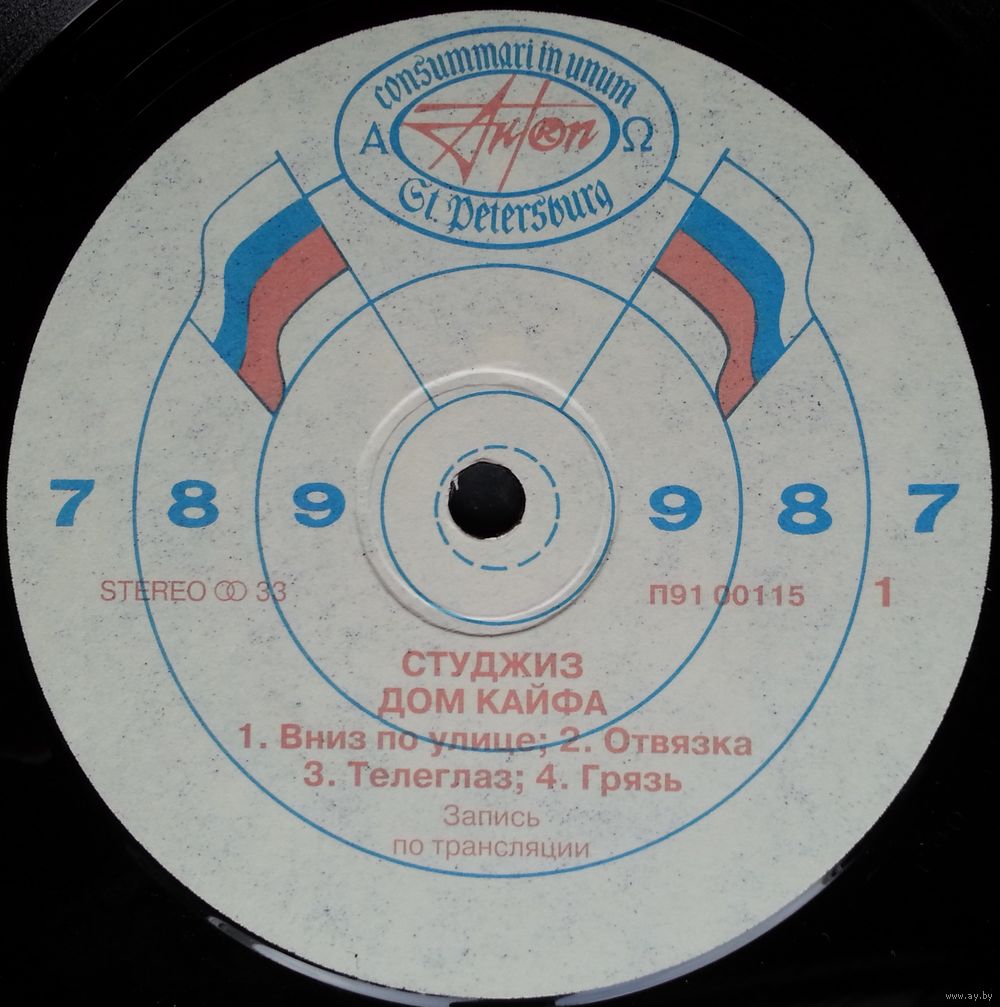 consummari in unum
Α Anton Ω
St. Petersburg
7 8 9 9 8 7
STEREO 33 П91 00115 1
СТУДЖИЗ
ДОМ КАЙФА
1. Вниз по улице; 2. Отвязка
3. Телеглаз; 4. Грязь
Запись
по трансляции
www.ay.by